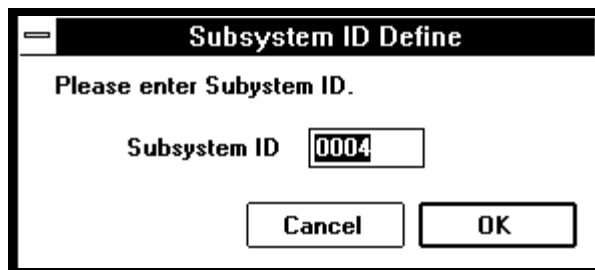 Subsystem ID Define
Please enter Subystem ID.
Subsystem ID 0004
Cancel OK